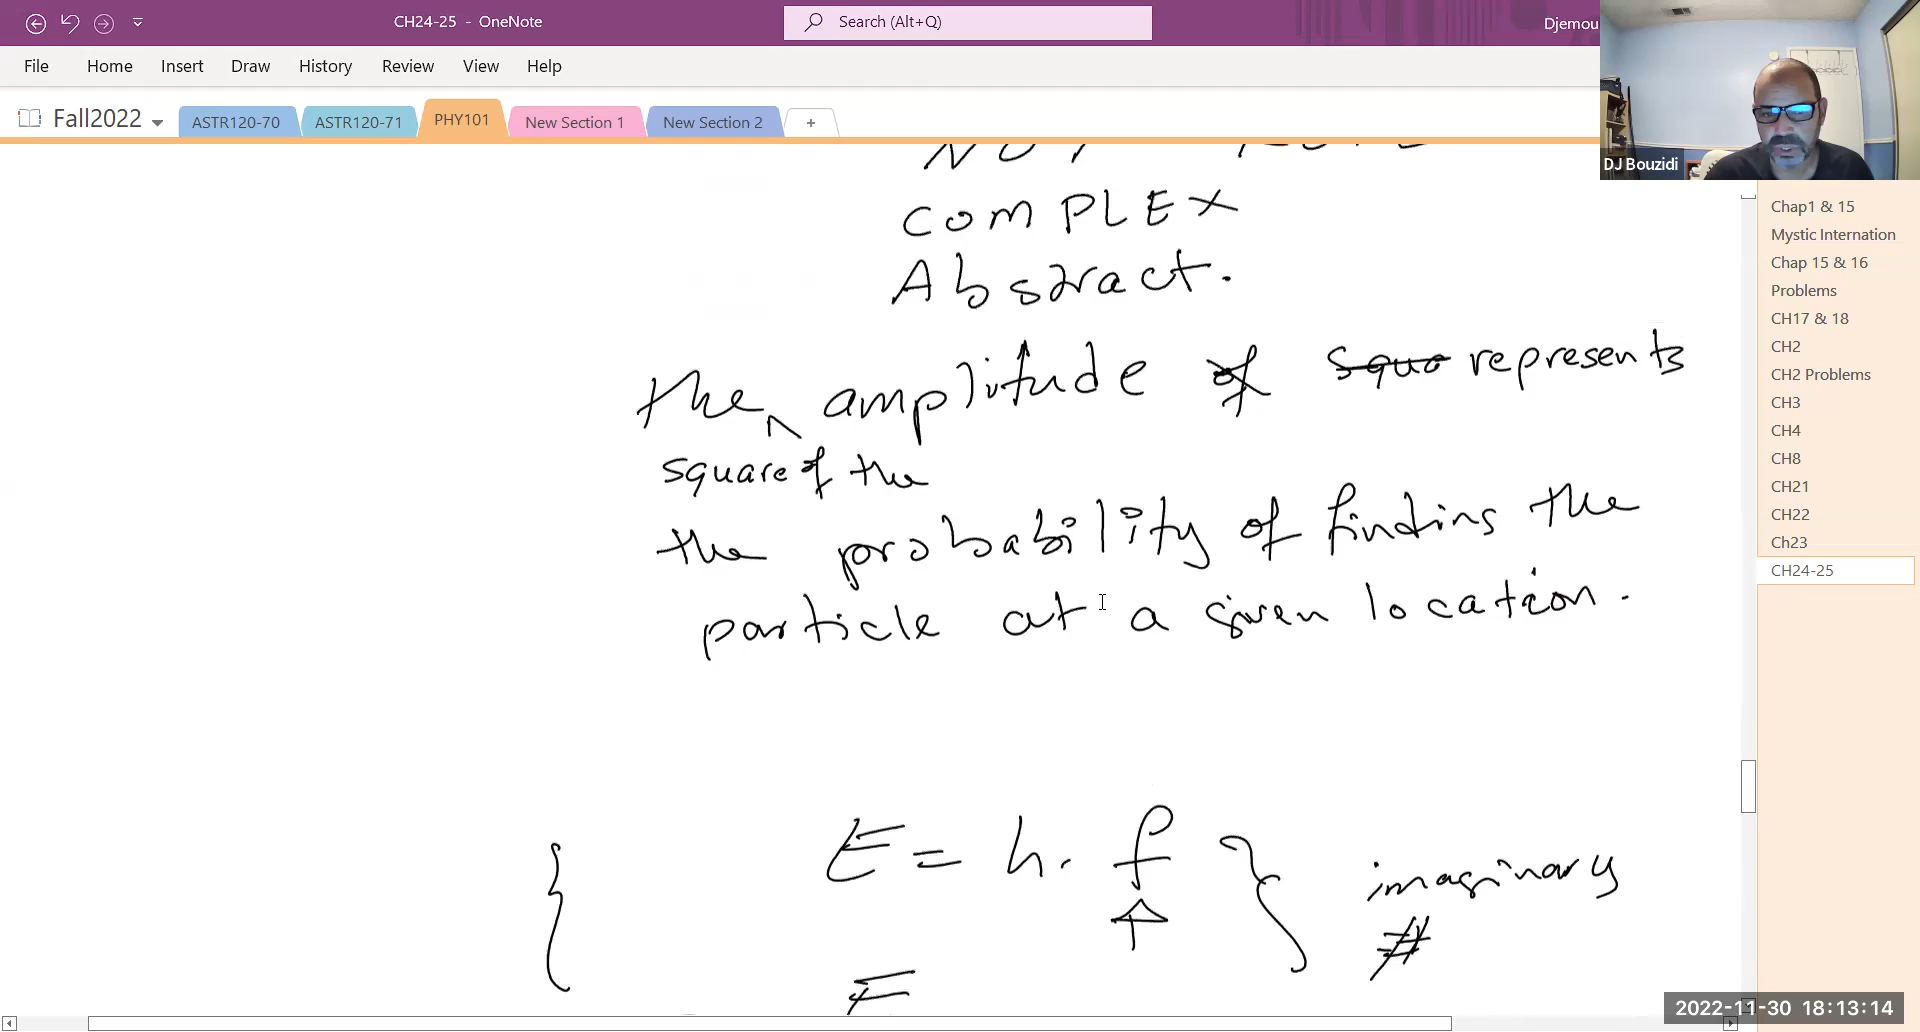 CH24-25 - OneNote
Search (Alt+Q)
Djemou
File Home Insert Draw History Review View Help
Fall2022
ASTR120-70
ASTR120-71
PHY101
New Section 1
New Section 2
+
DJ Bouzidi
NOT
COMPLEX
Abstract.
the amplitude of squa represents
square of the
the probability of finding the
particle at a given location.
E = h. f
imaginary
#
E
Chap1 & 15
Mystic Internation
Chap 15 & 16
Problems
CH17 & 18
CH2
CH2 Problems
CH3
CH4
CH8
CH21
CH22
Ch23
CH24-25
2022-11-30 18:13:14